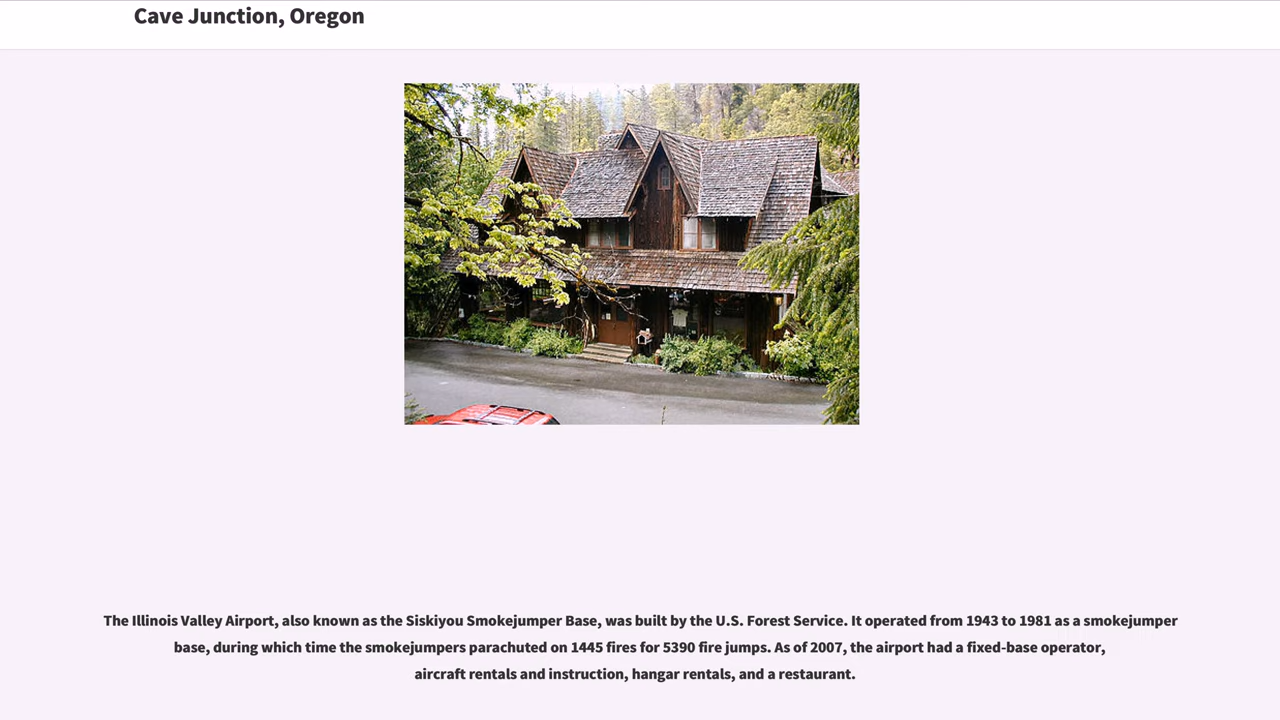 Cave Junction, Oregon
The Illinois Valley Airport, also known as the Siskiyou Smokejumper Base, was built by the U.S. Forest Service. It operated from 1943 to 1981 as a smokejumper
base, during which time the smokejumpers parachuted on 1445 fires for 5390 fire jumps. As of 2007, the airport had a fixed-base operator,
aircraft rentals and instruction, hangar rentals, and a restaurant.